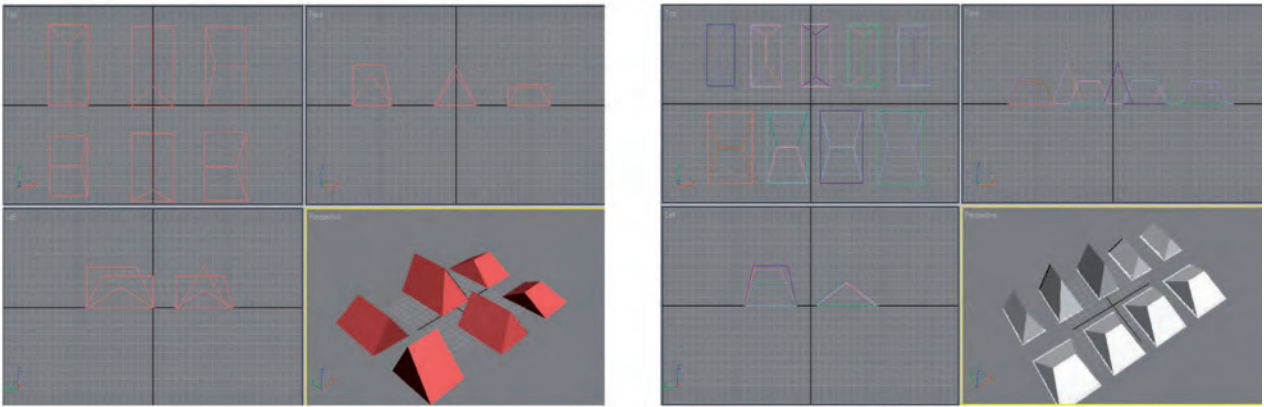 Top
Front
Left
Perspective
Top
Front
Left
Perspective